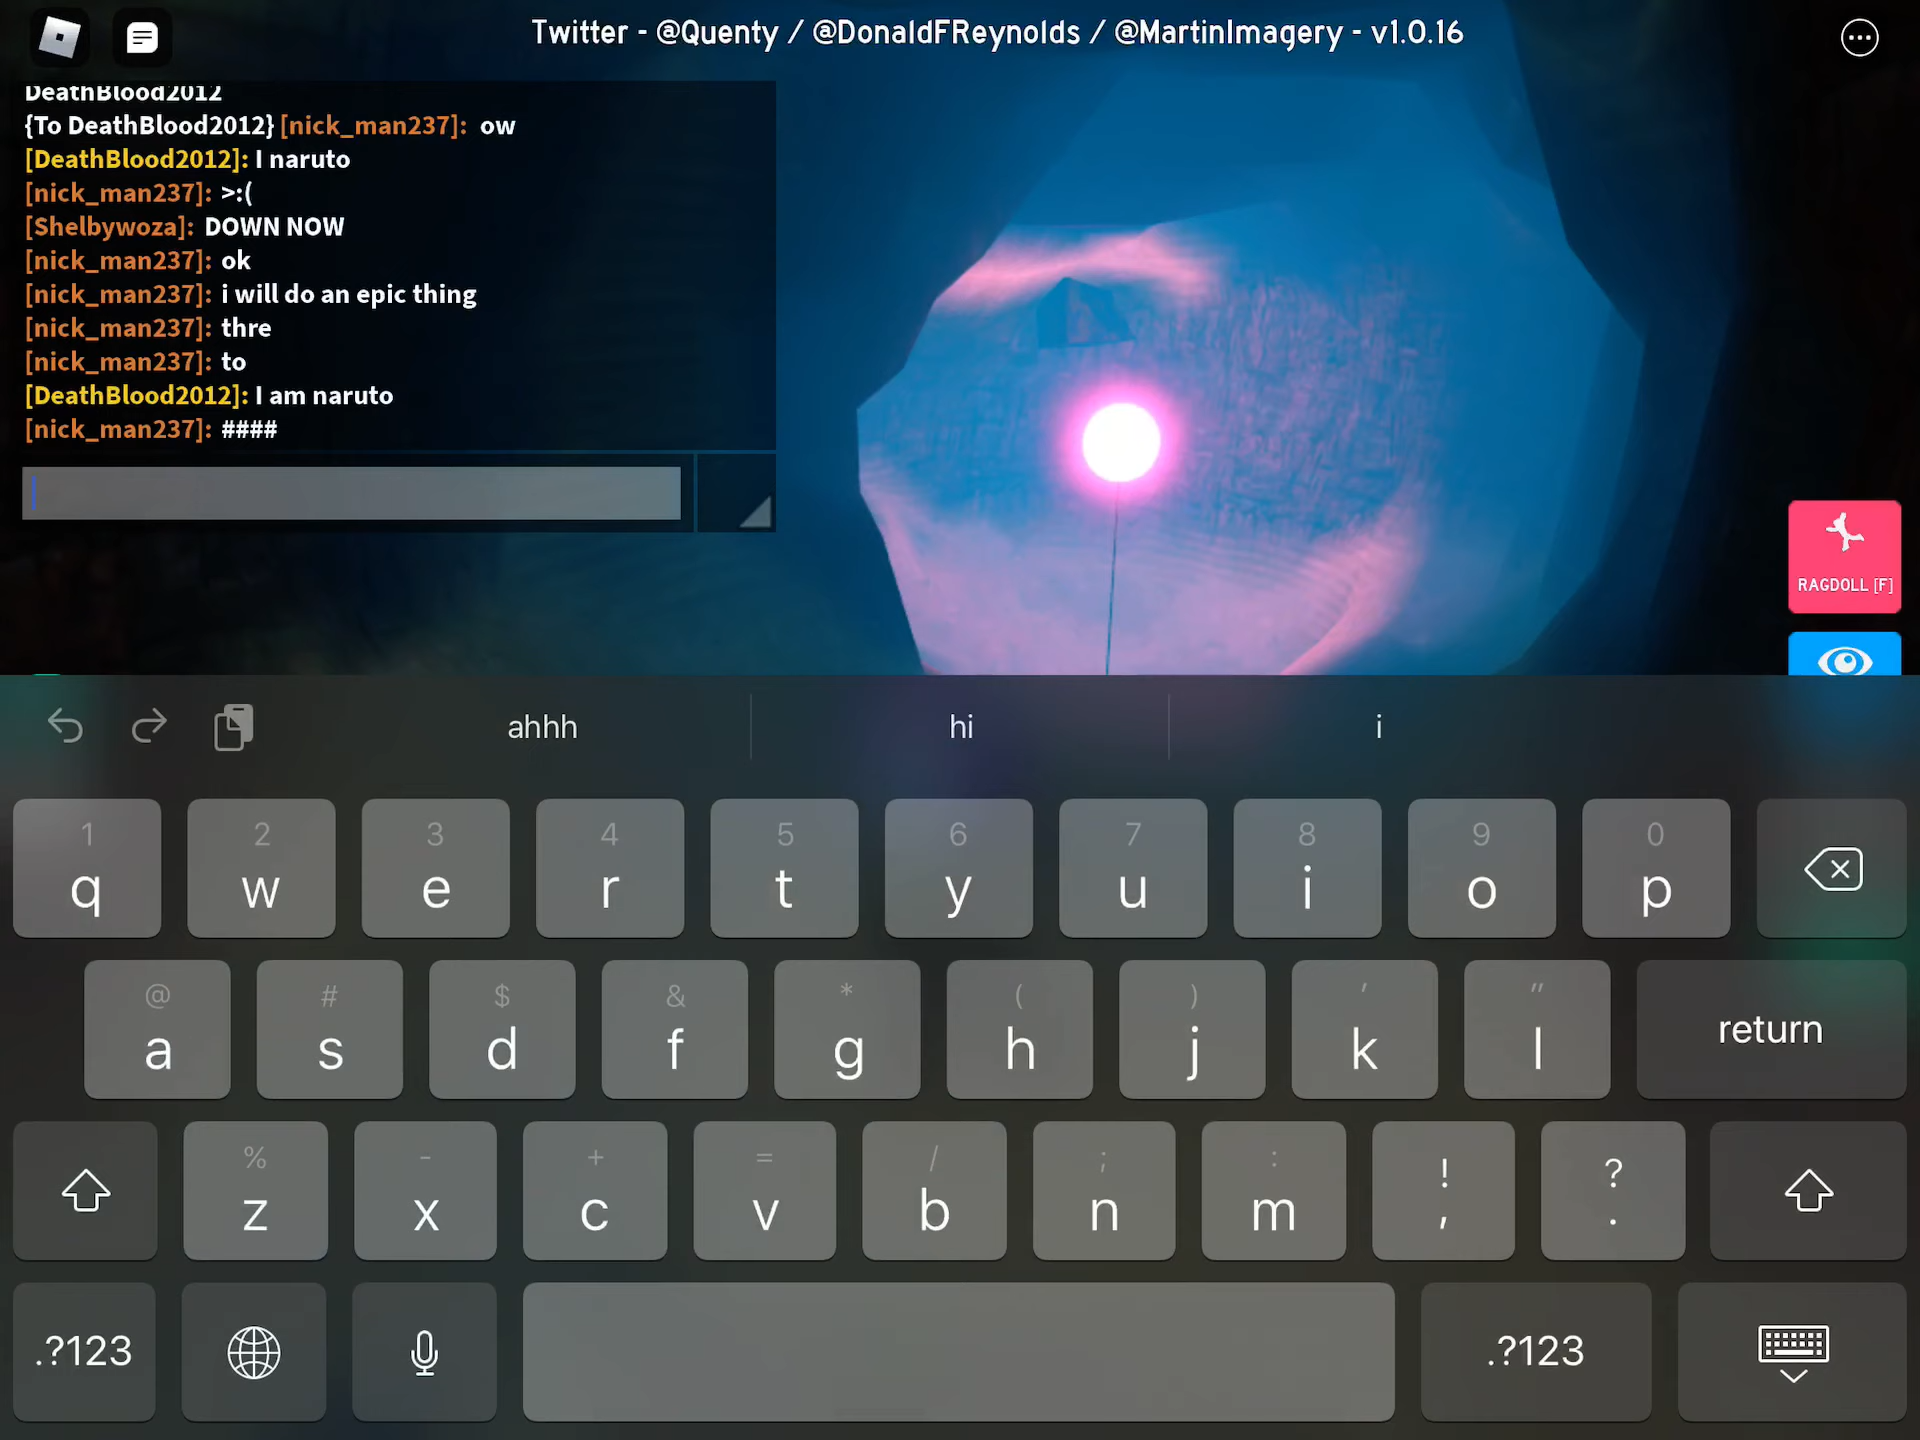 Twitter - @Quenty / @DonaldFReynolds / @MartinImagery - v1.0.16
DeathBlood2012
{To DeathBlood2012} [nick_man237]: ow
[DeathBlood2012]: I naruto
[nick_man237]: >:(
[Shelbywoza]: DOWN NOW
[nick_man237]: ok
[nick_man237]: i will do an epic thing
[nick_man237]: thre
[nick_man237]: to
[DeathBlood2012]: I am naruto
[nick_man237]: ####
RAGDOLL [F]
ahhh hi i
1 2 3 4 5 6 7 8 9 0
q w e r t y u i o p
@ # $ & * ( ) ' "
a s d f g h j k l return
% - + = / ; : ! ?
z x c v b n m , .
.?123 .?123